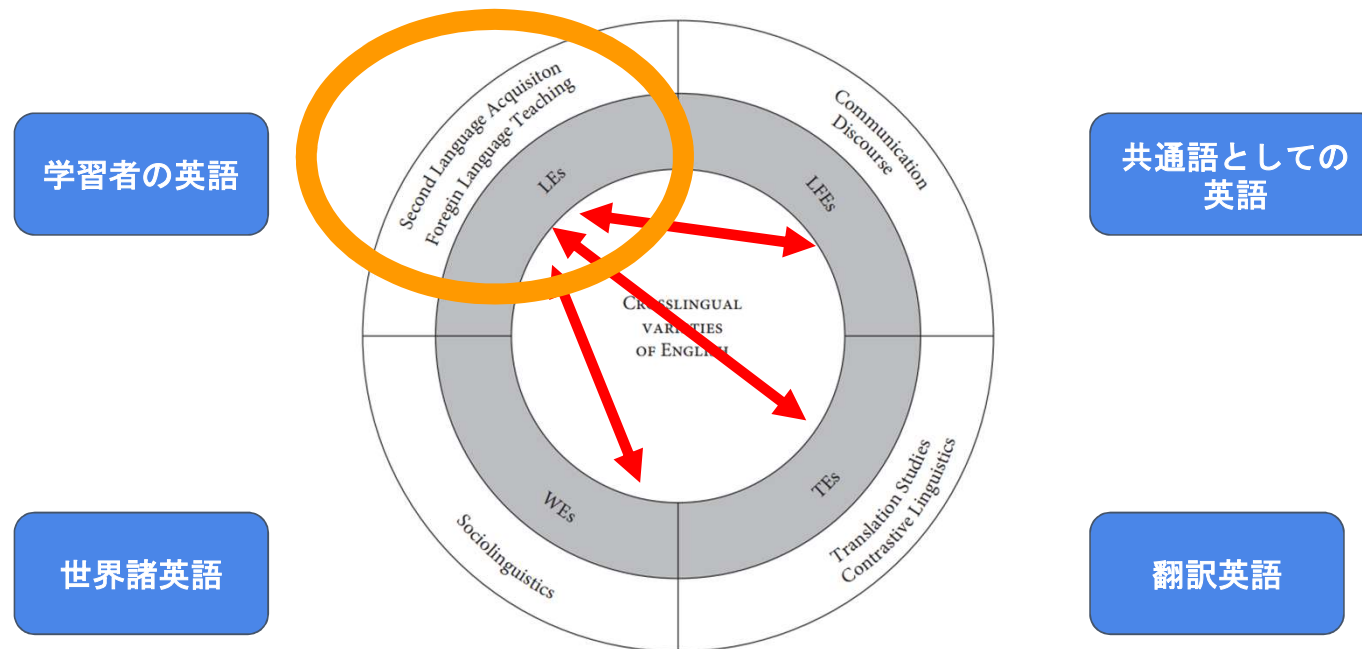 学習者の英語
Second Language Acquisiton
Foregin Language Teaching
LEs
Communication
Discourse
LFEs
共通語としての
英語
CROSSLINGUAL
VARIETIES
OF ENGLISH
世界諸英語
Sociolinguistics
WEs
TEs
Translation Studies
Contrastive Linguistics
翻訳英語